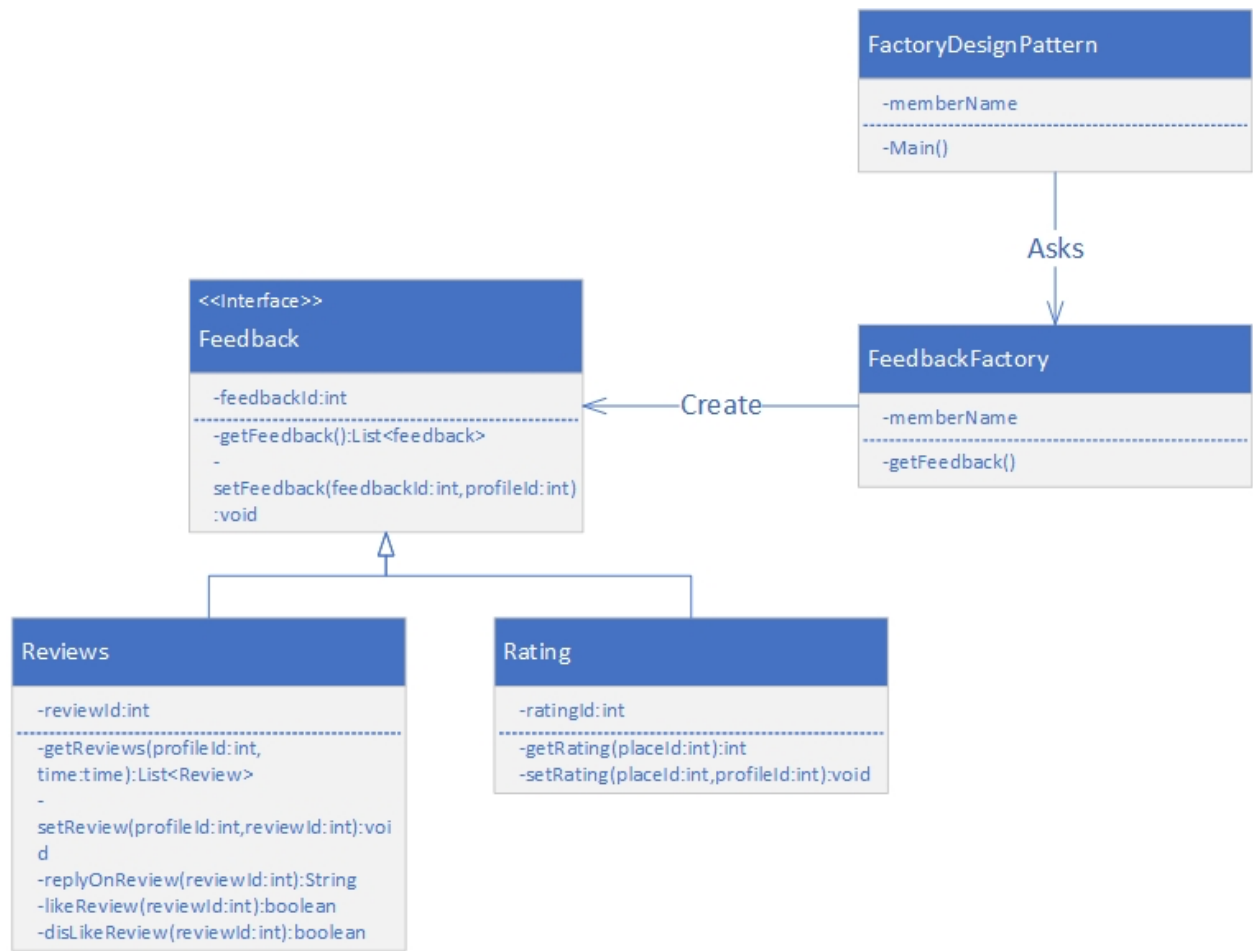 FactoryDesignPattern
-memberName
-Main()
Asks
<<Interface>>
Feedback
-feedbackId:int
-getFeedback():List<feedback>
-
setFeedback(feedbackId:int,profileId:int)
:void
Create
FeedbackFactory
-memberName
-getFeedback()
Reviews
-reviewId:int
-getReviews(profileId:int,
time:time):List<Review>
-
setReview(profileId:int,reviewId:int):voi
d
-replyOnReview(reviewId:int):String
-likeReview(reviewId:int):boolean
-disLikeReview(reviewId:int):boolean
Rating
-ratingId:int
-getRating(placeId:int):int
-setRating(placeId:int,profileId:int):void